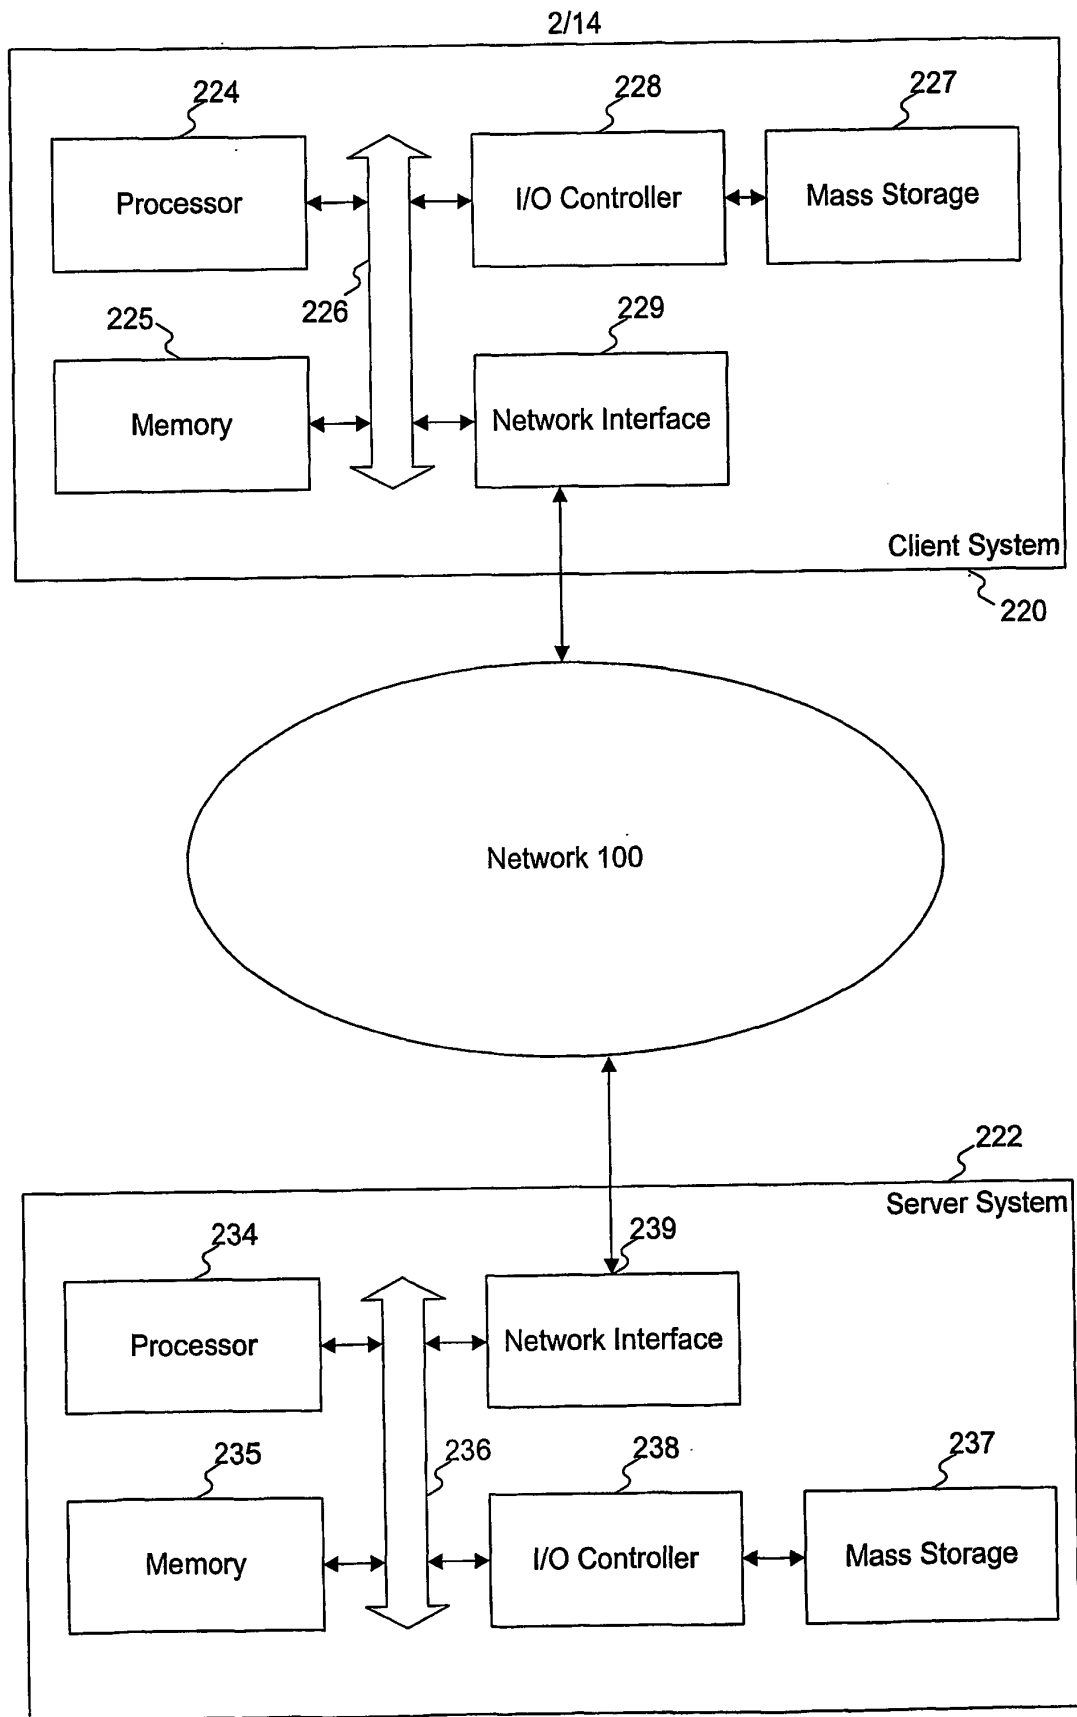 2/14
224
228
227
Processor
I/O Controller
Mass Storage
226
225
229
Memory
Network Interface
Client System
220
Network 100
222
Server System
234
239
Processor
Network Interface
235
236
238
237
Memory
I/O Controller
Mass Storage